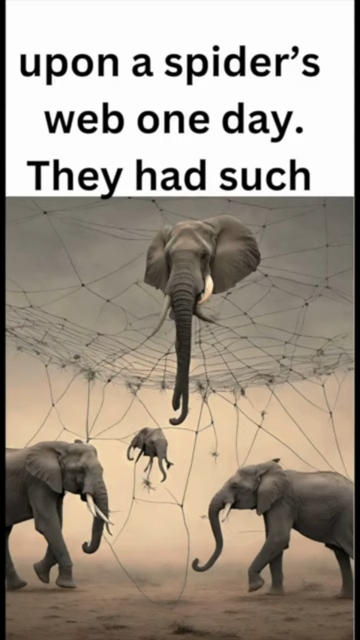 upon a spider’s
web one day.
They had such